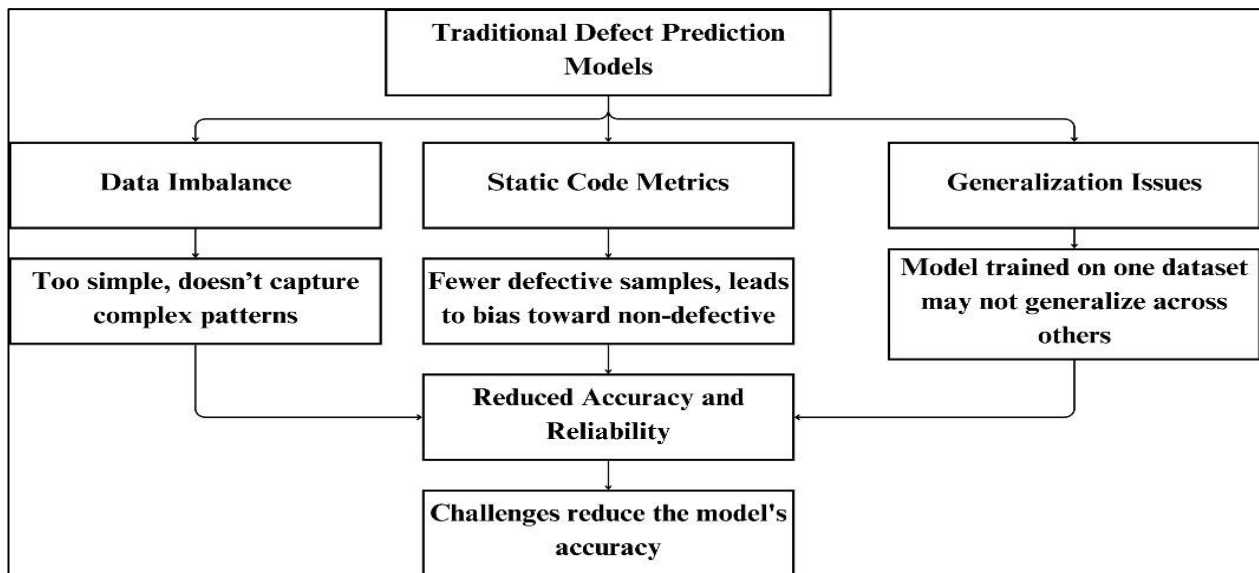 Traditional Defect Prediction
Models
Data Imbalance
Static Code Metrics
Generalization Issues
Too simple, doesn’t capture
complex patterns
Fewer defective samples, leads
to bias toward non-defective
Model trained on one dataset
may not generalize across
others
Reduced Accuracy and
Reliability
Challenges reduce the model's
accuracy